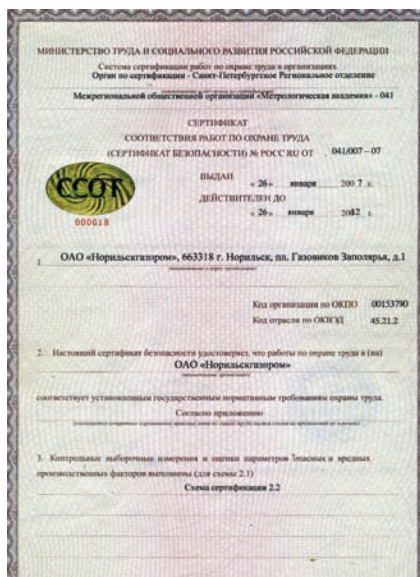 МИНИСТЕРСТВО ТРУДА И СОЦИАЛЬНОГО РАЗВИТИЯ РОССИЙСКОЙ ФЕДЕРАЦИИ
Система сертификации работ по охране труда в организациях
Орган по сертификации - Санкт-Петербургское Региональное отделение
Межрегиональной общественной организации «Метрологическая академия» - 041
СЕРТИФИКАТ
СООТВЕТСТВИЯ РАБОТ ПО ОХРАНЕ ТРУДА
(СЕРТИФИКАТ БЕЗОПАСНОСТИ) № РОСС RU ОТ 041/007 – 07
ССОТ
000618
ВЫДАН
« 26 » января 2007 г.
ДЕЙСТВИТЕЛЕН ДО
« 26 » января 2012 г.
1. ОАО «Норильскгазпром», 663318 г. Норильск, пл. Газовиков Заполярья, д.1
Код организации по ОКПО 00153790
Код отрасли по ОКВЭД 45.21.2
2. Настоящий сертификат безопасности удостоверяет, что работы по охране труда в (на)
ОАО «Норильскгазпром»
соответствует установленным государственным нормативным требованиям охраны труда.
Согласно приложению
3. Контрольные выборочные измерения и оценки параметров опасных и вредных
производственных факторов выполнены (для схемы 2.1)
Схема сертификации 2.2